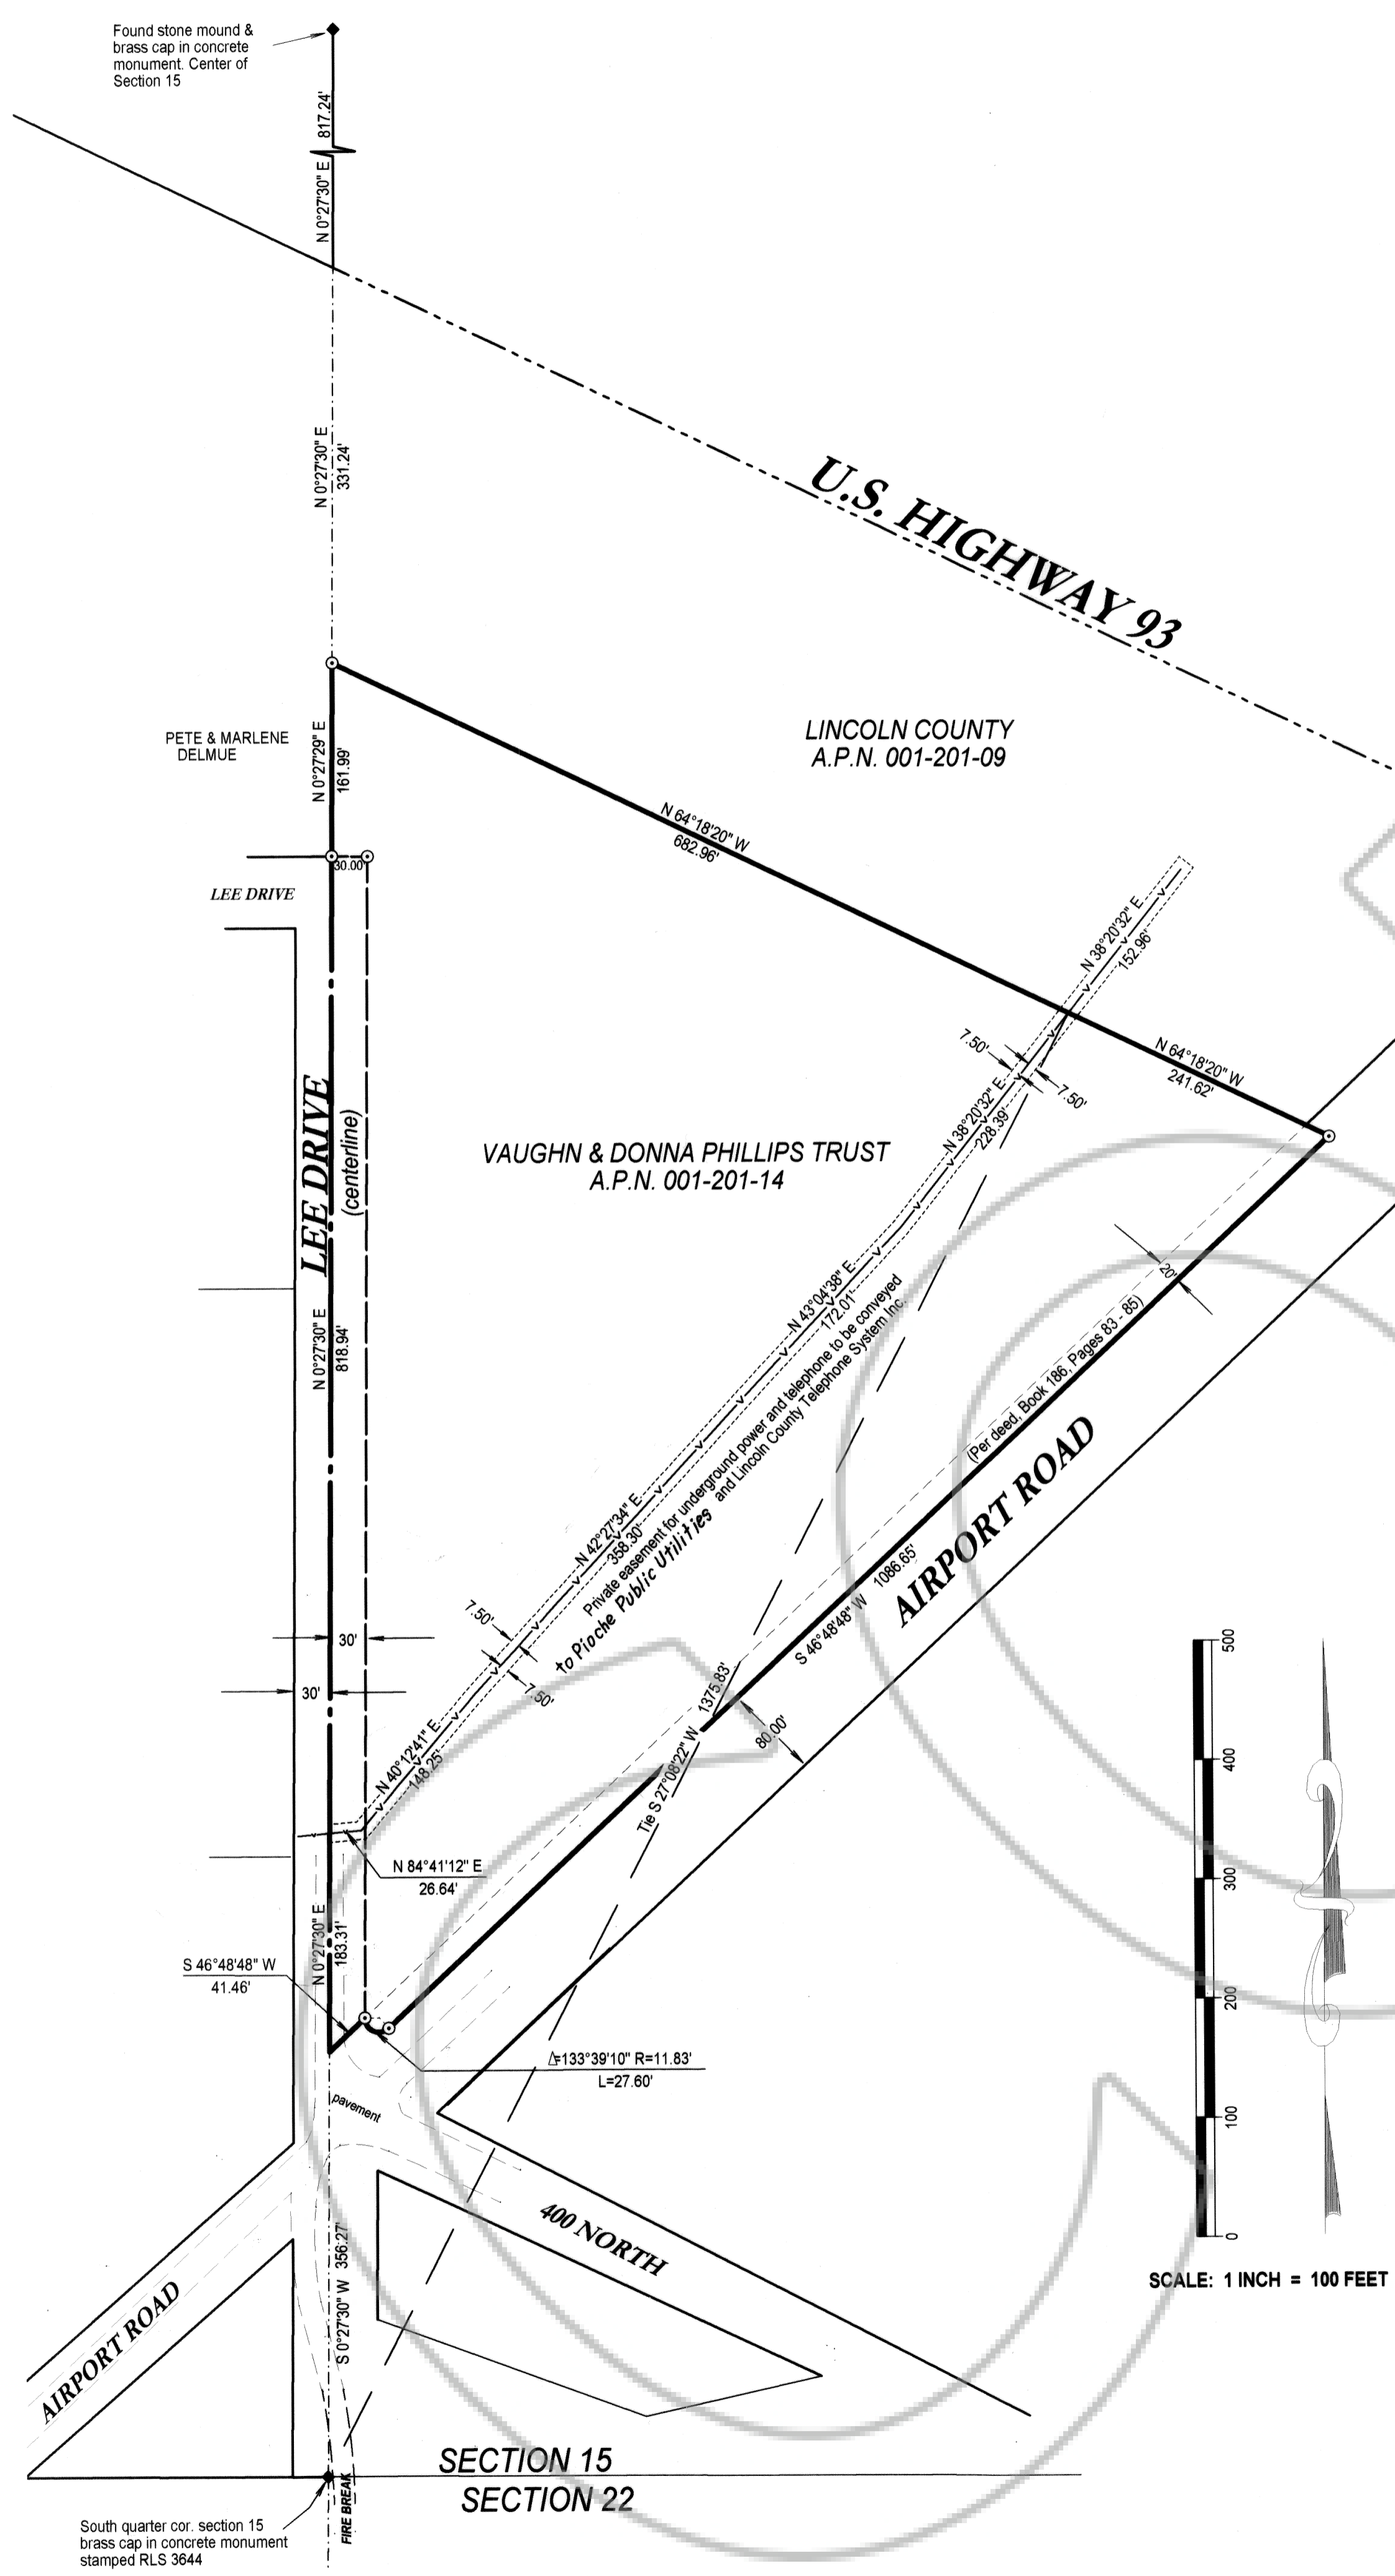 Found stone mound &
brass cap in concrete
monument. Center of
Section 15
N 0°27'30" E 817.24'
N 0°27'30" E
331.24'
U.S. HIGHWAY 93
PETE & MARLENE
DELMUE
N 0°27'29" E
161.99'
LINCOLN COUNTY
A.P.N. 001-201-09
N 64°18'20" W
682.96'
30.00'
LEE DRIVE
N 38°20'32" E
152.96'
N 64°18'20" W
241.62'
7.50'
7.50'
N 38°20'32" E
228.39'
LEE DRIVE
(centerline)
VAUGHN & DONNA PHILLIPS TRUST
A.P.N. 001-201-14
20'
N 0°27'30" E
818.94'
N 43°04'38" E
172.01'
(Per deed, Book 186, Pages 83 - 85)
AIRPORT ROAD
N 42°27'34" E
358.30'
Private easement for underground power and telephone to be conveyed
to Pioche Public Utilities and Lincoln County Telephone System Inc.
S 46°48'48" W 1086.65'
7.50'
7.50'
30'
30'
Tie S 27°08'22" W 1375.83'
80.00'
N 40°12'41" E
148.25'
N 84°41'12" E
26.64'
N 0°27'30" E
183.31'
S 46°48'48" W
41.46'
Δ=133°39'10" R=11.83'
L=27.60'
pavement
400 NORTH
S 0°27'30" W 356.27'
AIRPORT ROAD
500
400
300
200
100
0
SCALE: 1 INCH = 100 FEET
SECTION 15
SECTION 22
FIRE BREAK
South quarter cor. section 15
brass cap in concrete monument
stamped RLS 3644